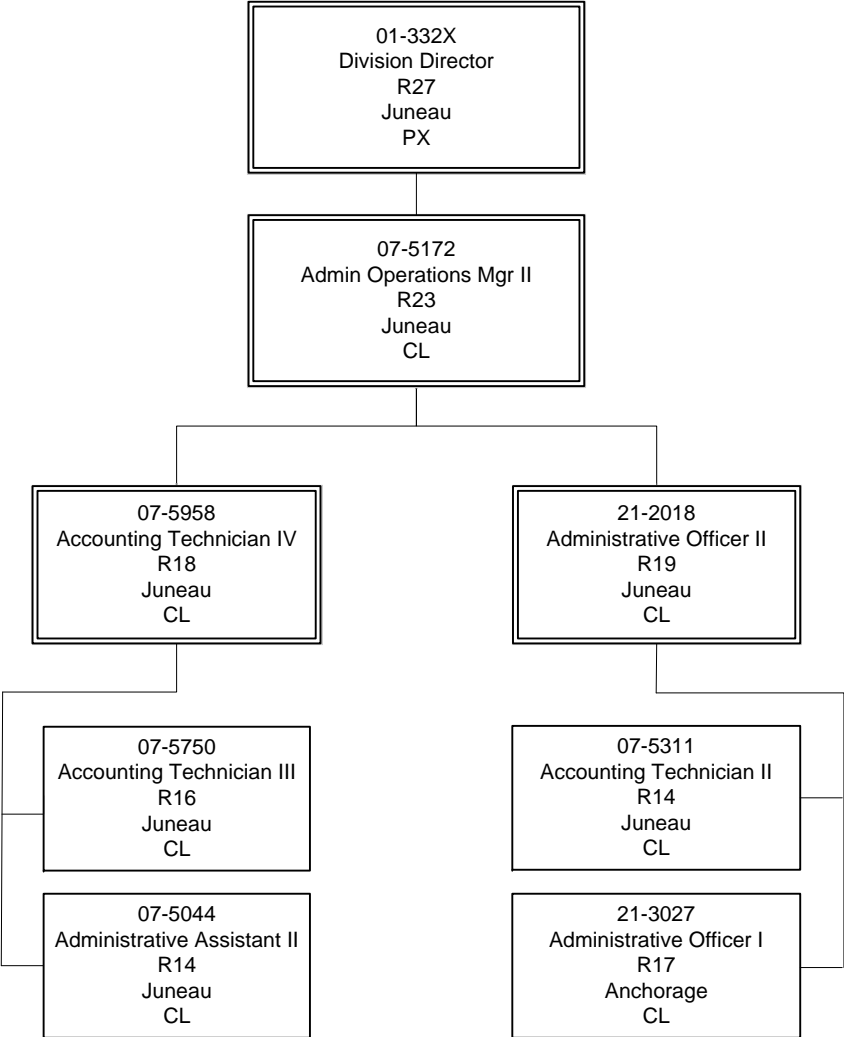 01-332X
Division Director
R27
Juneau
PX
07-5172
Admin Operations Mgr II
R23
Juneau
CL
07-5958
Accounting Technician IV
R18
Juneau
CL
21-2018
Administrative Officer II
R19
Juneau
CL
07-5750
Accounting Technician III
R16
Juneau
CL
07-5044
Administrative Assistant II
R14
Juneau
CL
07-5311
Accounting Technician II
R14
Juneau
CL
21-3027
Administrative Officer I
R17
Anchorage
CL